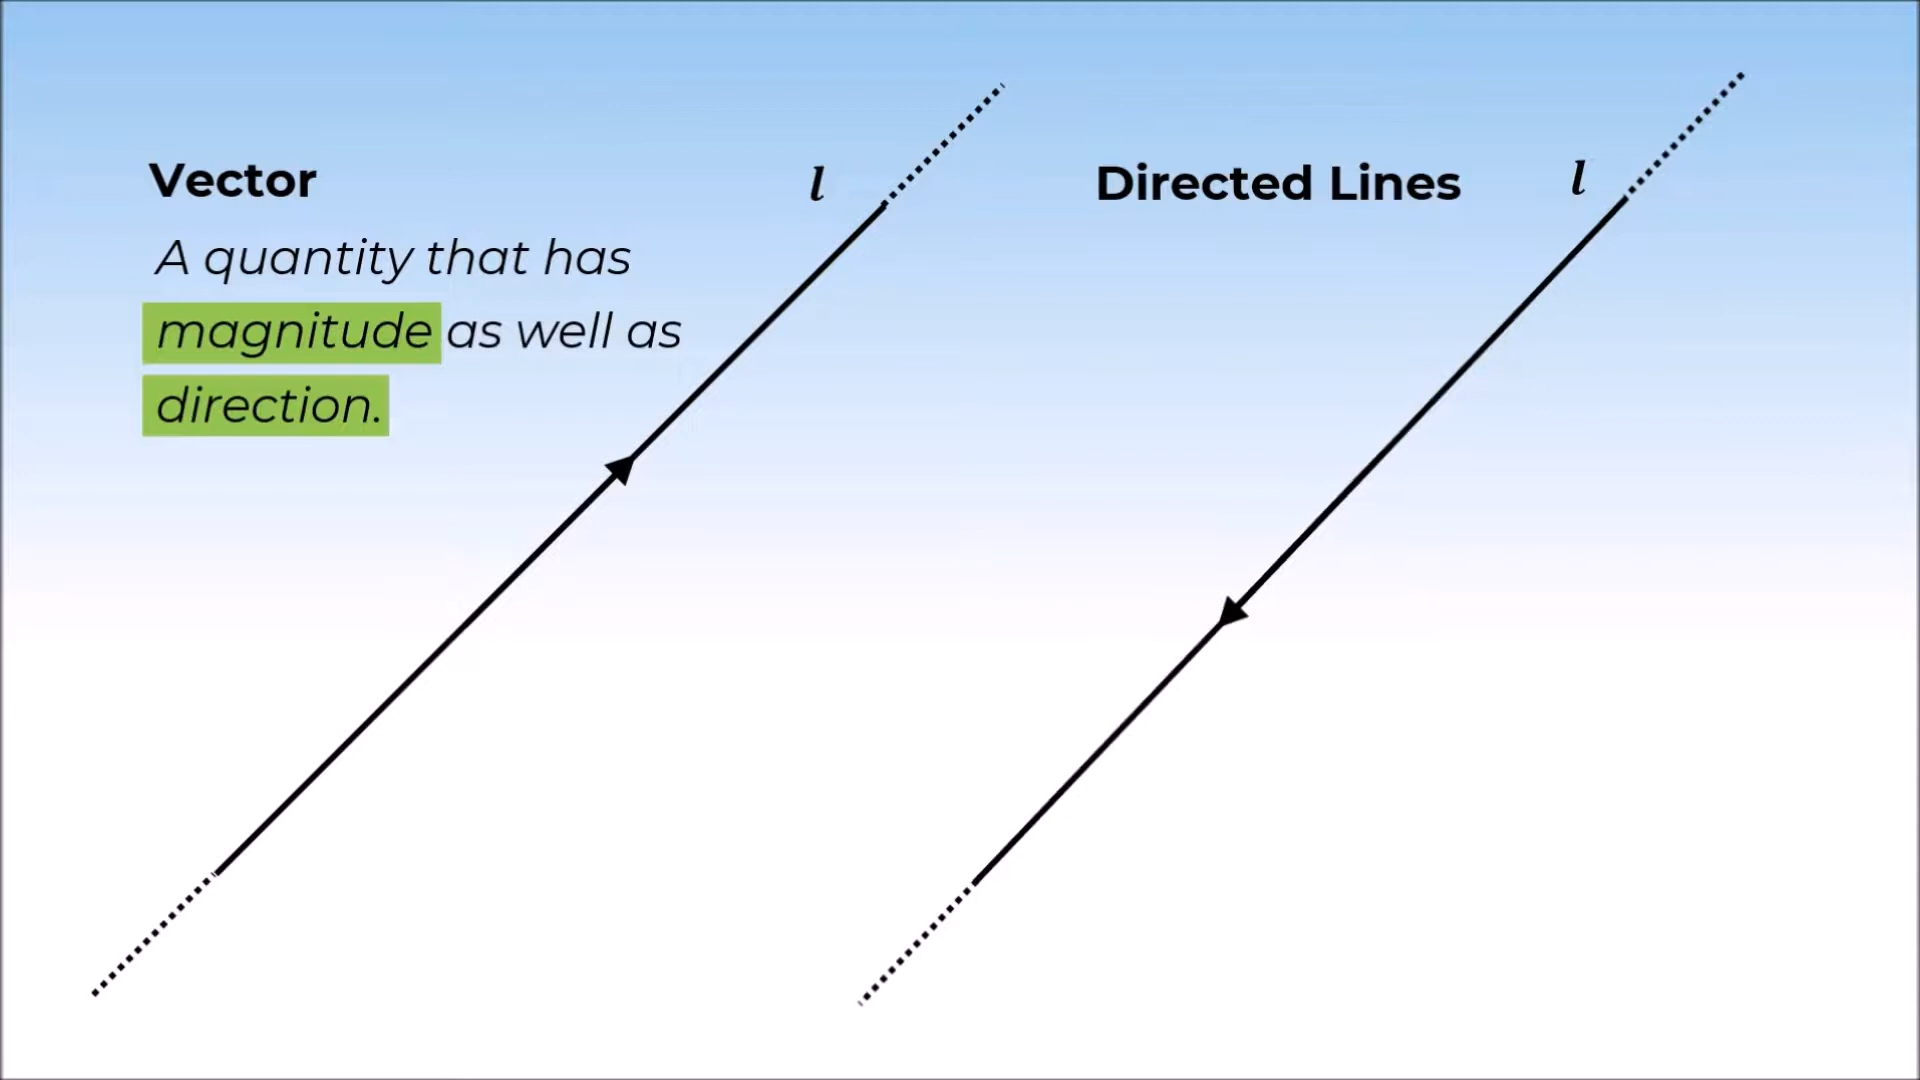 Vector
A quantity that has
magnitude as well as
direction.
l
Directed Lines
l